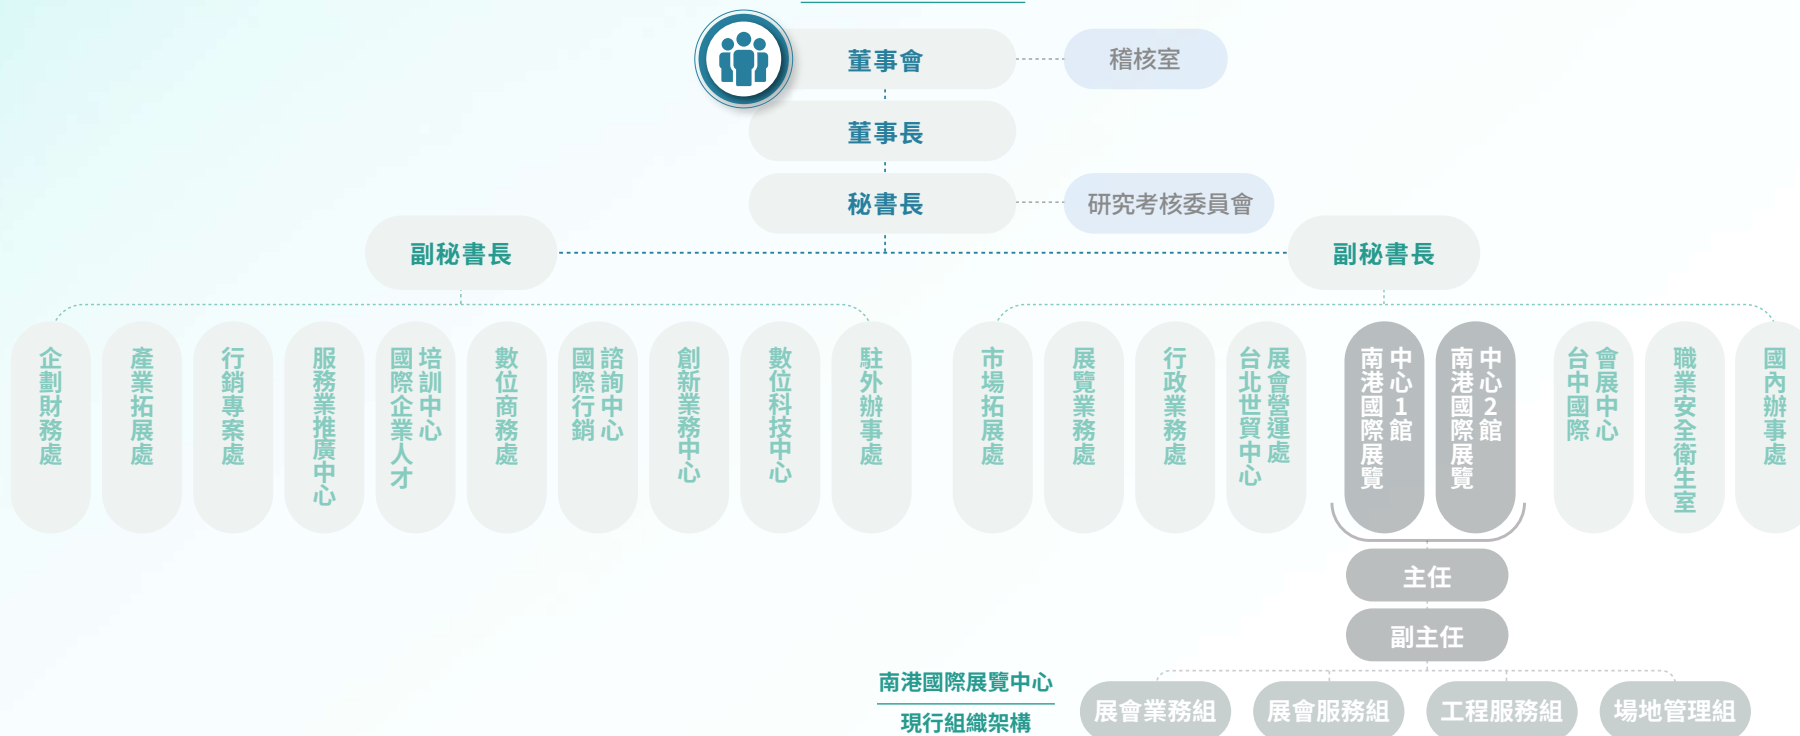 董事會
稽核室
董事長
秘書長
研究考核委員會
副秘書長
副秘書長
企劃財務處
產業拓展處
行銷專案處
服務業推廣中心
國際企業人才
培訓中心
數位商務處
國際行銷
諮詢中心
創新業務中心
數位科技中心
駐外辦事處
市場拓展處
展覽業務處
行政業務處
台北世貿中心
展會營運處
南港國際展覽
中心1館
南港國際展覽
中心2館
台中國際
會展中心
職業安全衛生室
國內辦事處
主任
副主任
南港國際展覽中心
現行組織架構
展會業務組
展會服務組
工程服務組
場地管理組